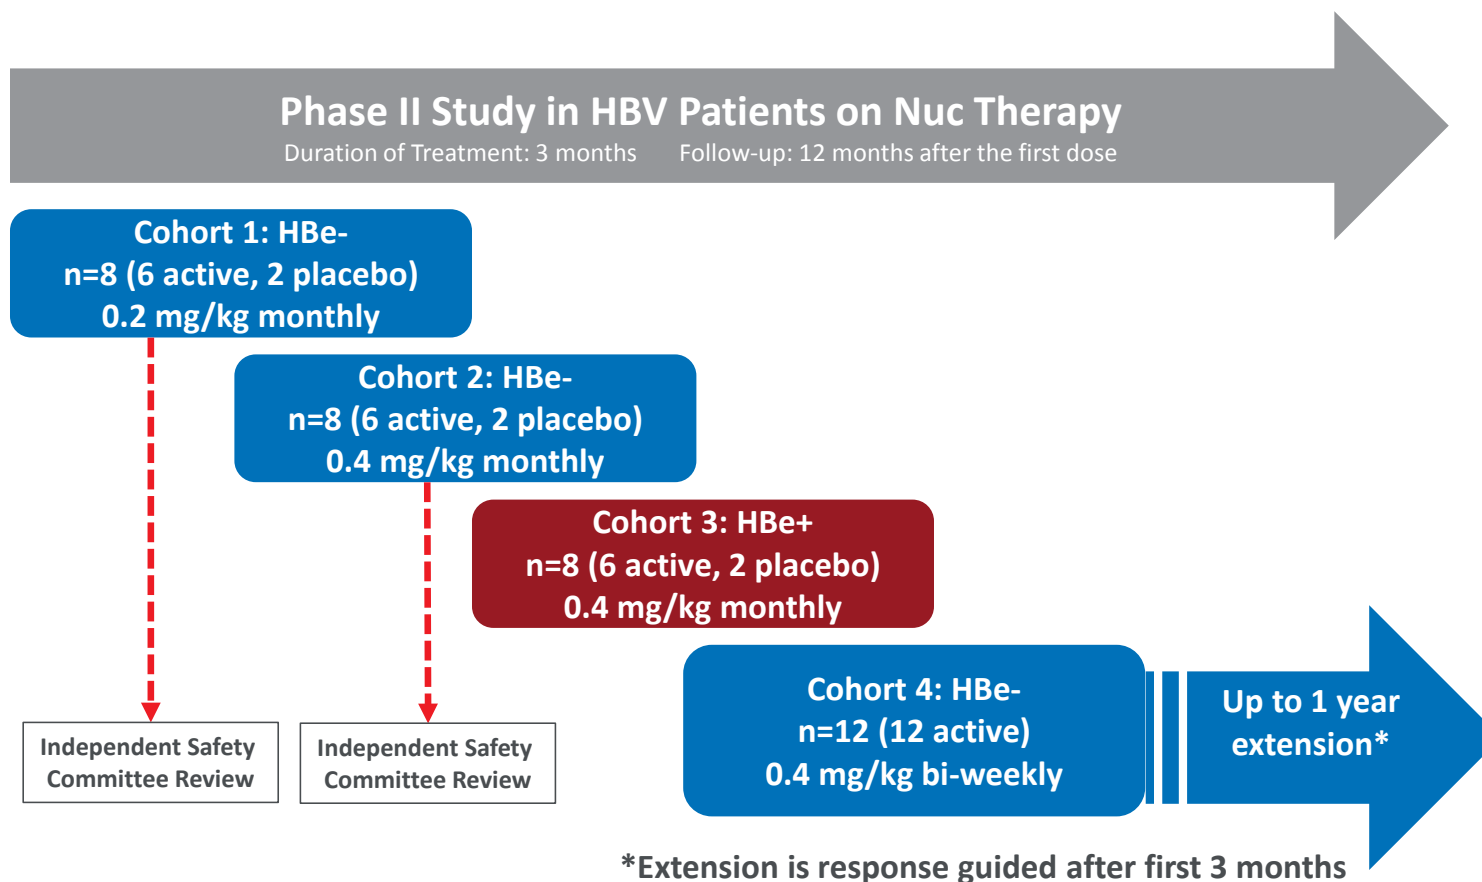 Phase II Study in HBV Patients on Nuc Therapy
Duration of Treatment: 3 months Follow-up: 12 months after the first dose
Cohort 1: HBe-
n=8 (6 active, 2 placebo)
0.2 mg/kg monthly
Cohort 2: HBe-
n=8 (6 active, 2 placebo)
0.4 mg/kg monthly
Cohort 3: HBe+
n=8 (6 active, 2 placebo)
0.4 mg/kg monthly
Cohort 4: HBe-
n=12 (12 active)
0.4 mg/kg bi-weekly
Up to 1 year
extension*
Independent Safety
Committee Review
Independent Safety
Committee Review
*Extension is response guided after first 3 months